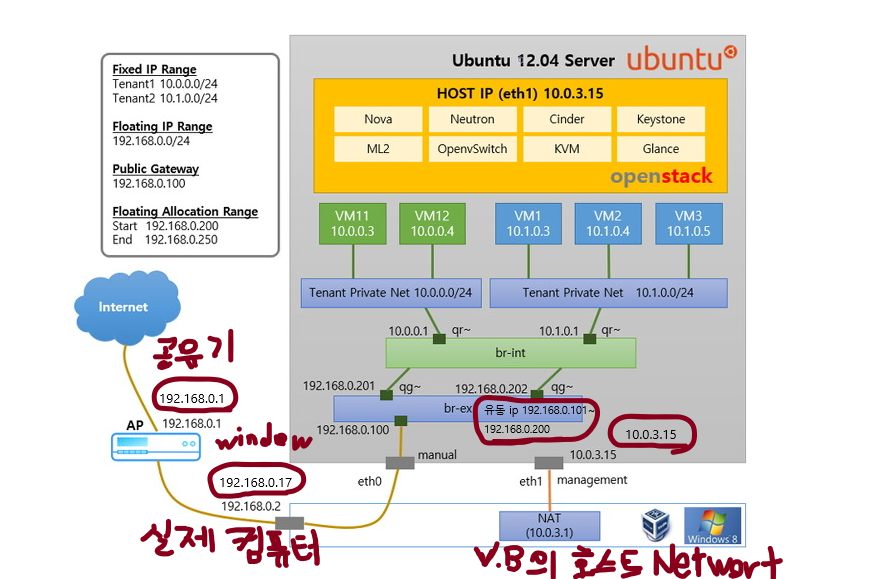 Ubuntu 12.04 Server
ubuntu
Fixed IP Range
Tenant1 10.0.0.0/24
Tenant2 10.1.0.0/24
Floating IP Range
192.168.0.0/24
Public Gateway
192.168.0.100
Floating Allocation Range
Start 192.168.0.200
End 192.168.0.250
HOST IP (eth1) 10.0.3.15
Nova
Neutron
Cinder
Keystone
ML2
OpenvSwitch
KVM
Glance
openstack
VM11
10.0.0.3
VM12
10.0.0.4
VM1
10.1.0.3
VM2
10.1.0.4
VM3
10.1.0.5
Tenant Private Net 10.0.0.0/24
Tenant Private Net 10.1.0.0/24
Internet
10.0.0.1
qr~
10.1.0.1
qr~
br-int
공유기
192.168.0.1
192.168.0.1
AP
192.168.0.201
qg~
192.168.0.202
qg~
br-ex
유동 ip 192.168.0.101~
192.168.0.200
192.168.0.100
10.0.3.15
window
192.168.0.17
192.168.0.2
manual
eth0
10.0.3.15
eth1
management
실제 컴퓨터
NAT
(10.0.3.1)
Windows 8
V.B의 호스트 Network